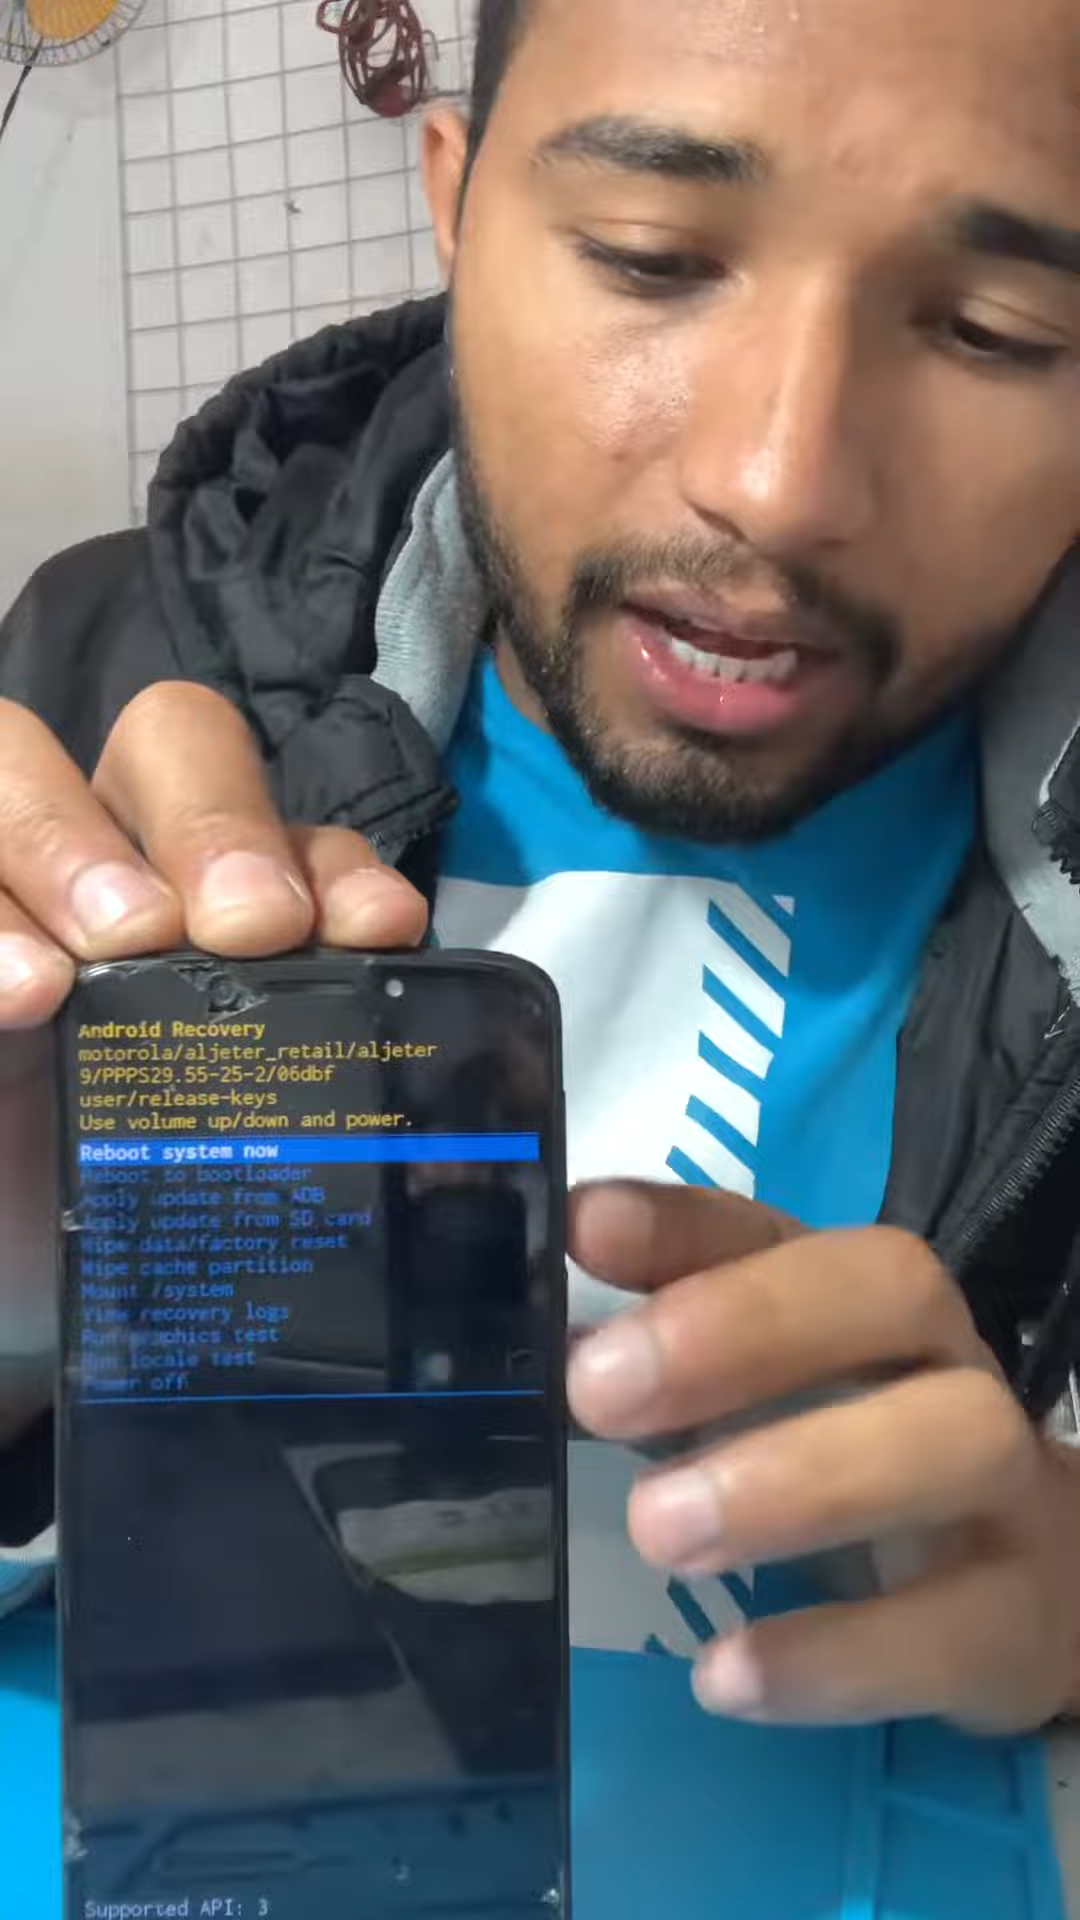 Android Recovery
motorola/aljeter_retail/aljeter
9/PPPS29.55-25-2/06dbf
user/release-keys
Use volume up/down and power.
Reboot system now
Reboot to bootloader
Apply update from ADB
Apply update from SD card
Wipe data/factory reset
Wipe cache partition
Mount /system
View recovery logs
Run graphics test
Run locale test
Power off
Supported API: 3